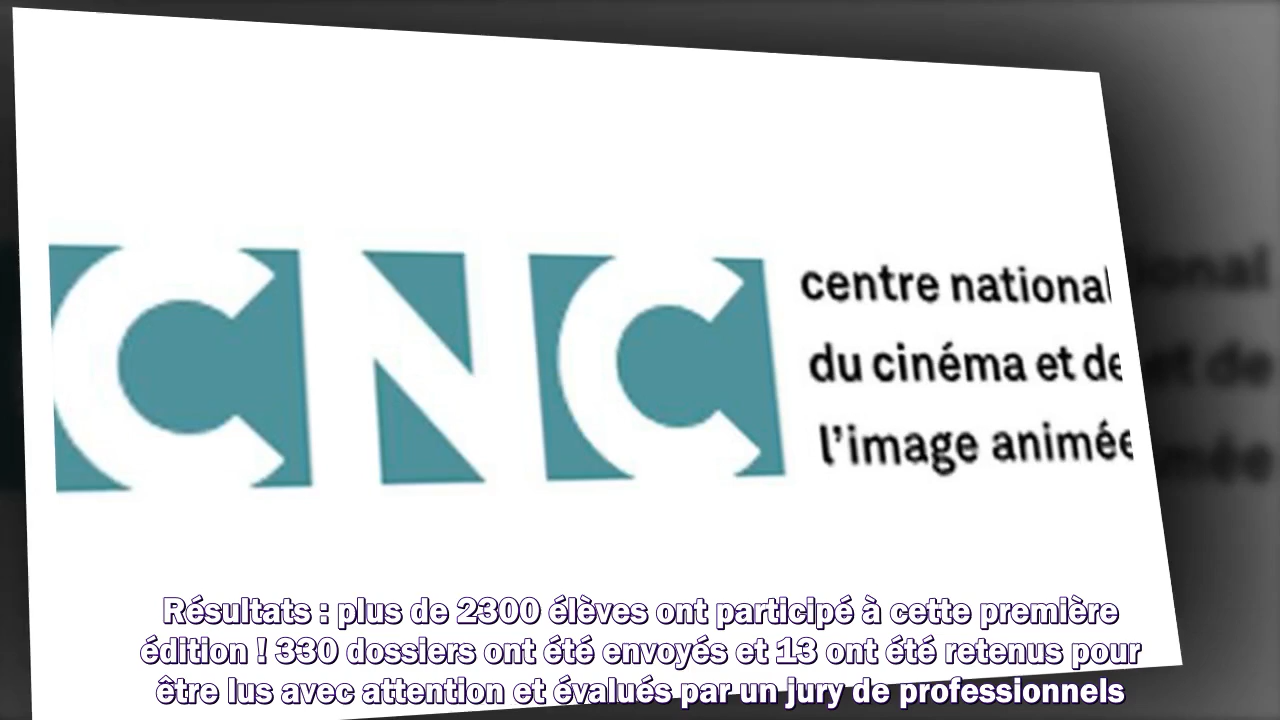 CNC
centre national
du cinéma et de
l'image animée
Résultats : plus de 2300 élèves ont participé à cette première
édition ! 330 dossiers ont été envoyés et 13 ont été retenus pour
être lus avec attention et évalués par un jury de professionnels